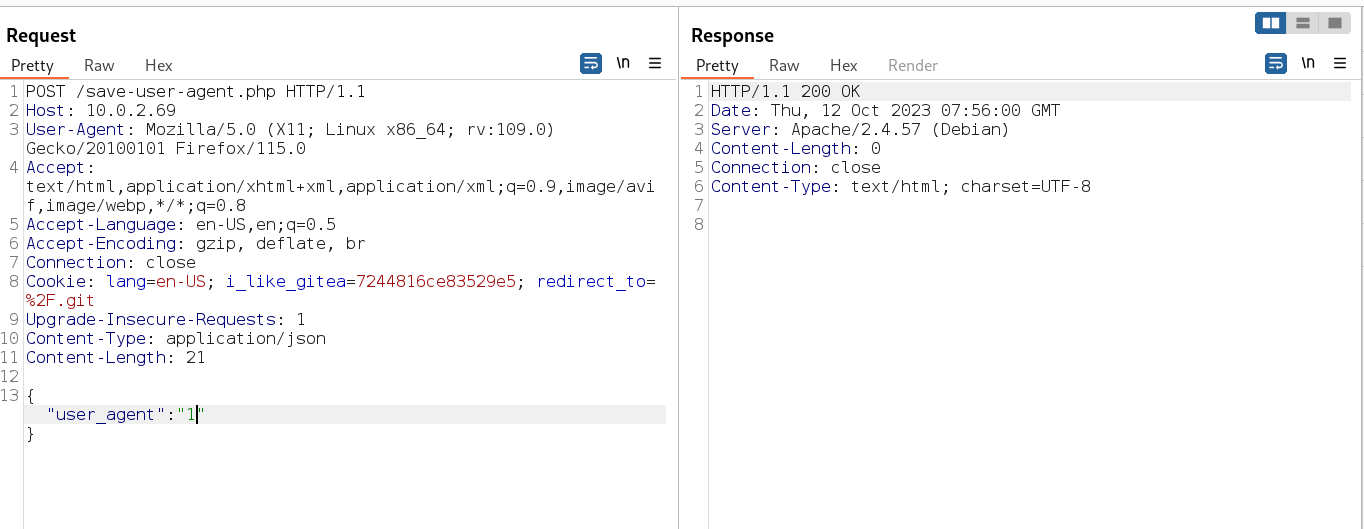 Request
Pretty Raw Hex \n
1 POST /save-user-agent.php HTTP/1.1
2 Host: 10.0.2.69
3 User-Agent: Mozilla/5.0 (X11; Linux x86_64; rv:109.0)
Gecko/20100101 Firefox/115.0
4 Accept:
text/html,application/xhtml+xml,application/xml;q=0.9,image/avi
f,image/webp,*/*;q=0.8
5 Accept-Language: en-US,en;q=0.5
6 Accept-Encoding: gzip, deflate, br
7 Connection: close
8 Cookie: lang=en-US; i_like_gitea=7244816ce83529e5; redirect_to=
%2F.git
9 Upgrade-Insecure-Requests: 1
10 Content-Type: application/json
11 Content-Length: 21
12
13 {
"user_agent":"1"
}
Response
Pretty Raw Hex Render \n
1 HTTP/1.1 200 OK
2 Date: Thu, 12 Oct 2023 07:56:00 GMT
3 Server: Apache/2.4.57 (Debian)
4 Content-Length: 0
5 Connection: close
6 Content-Type: text/html; charset=UTF-8
7
8